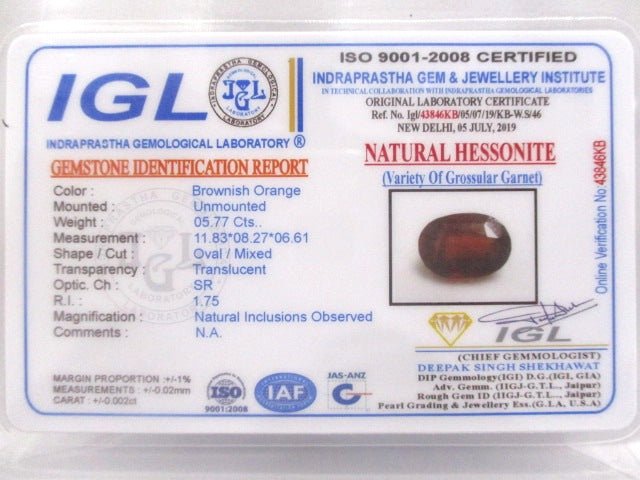 IGL
INDRAPRASTHA GEMOLOGICAL LABORATORY ®
GEMSTONE IDENTIFICATION REPORT
Color : Brownish Orange
Mounted : Unmounted
Weight : 05.77 Cts..
Measurement : 11.83*08.27*06.61
Shape / Cut : Oval / Mixed
Transparency : Translucent
Optic. Ch : SR
R.I. : 1.75
Magnification : Natural Inclusions Observed
Comments : N.A.
MARGIN PROPORTION :+/-1%
MEASUREMENTS : +/-0.02mm
CARAT : +/-0.002ct
ISO
9001:2008
IAF
JAS-ANZ
ISO 9001-2008 CERTIFIED
INDRAPRASTHA GEM & JEWELLERY INSTITUTE
IN TECHNICAL COLLABORATION WITH INDRAPRASTHA GEMOLOGICAL LABORATORIES
ORIGINAL LABORATORY CERTIFICATE
Ref. No. Igl/43846KB/05/07/19/KB-W.S/46
NEW DELHI, 05 JULY, 2019
NATURAL HESSONITE
(Variety Of Grossular Garnet)
Online Verification No.43846KB
IGL
(CHIEF GEMMOLOGIST)
DEEPAK SINGH SHEKHAWAT
DIP Gemmology(IGI) D.G.(IGI, GIA)
Adv. Gemm. (IIGJ-G.T.L., Jaipur)
Rough Gem ID (IIGJ-G.T.L.., Jaipur)
Pearl Grading & Jewellery Ess.(G.I.A, U.S.A)